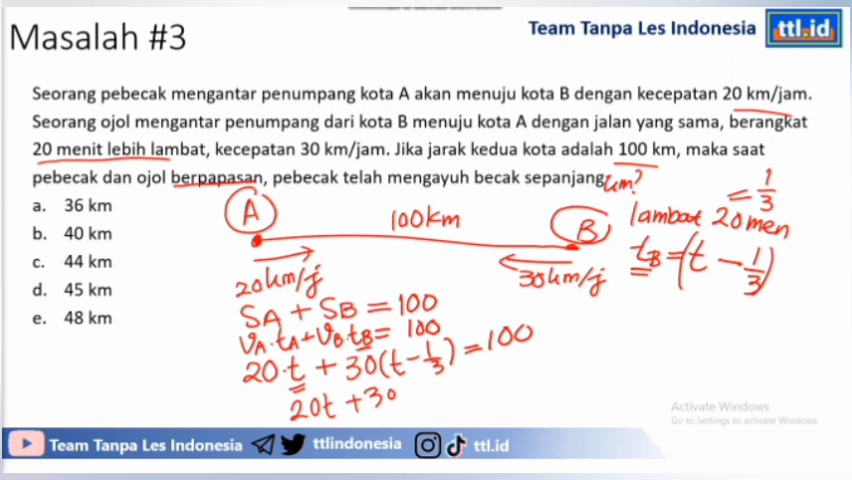 Masalah #3
Team Tanpa Les Indonesia
ttl.id
Seorang pebecak mengantar penumpang kota A akan menuju kota B dengan kecepatan 20 km/jam.
Seorang ojol mengantar penumpang dari kota B menuju kota A dengan jalan yang sama, berangkat
20 menit lebih lambat, kecepatan 30 km/jam. Jika jarak kedua kota adalah 100 km, maka saat
pebecak dan ojol berpapasan, pebecak telah mengayuh becak sepanjang km?
a. 36 km
b. 40 km
c. 44 km
d. 45 km
e. 48 km
A
100km
B
20km/j
30km/j
= 1/3
lambat 20 men
tB = (t - 1/3)
SA + SB = 100
VA.tA + VB.tB = 100
20.t + 30(t - 1/3) = 100
20t + 30
Activate Windows
Go to Settings to activate Windows.
Team Tanpa Les Indonesia
ttlindonesia
ttl.id